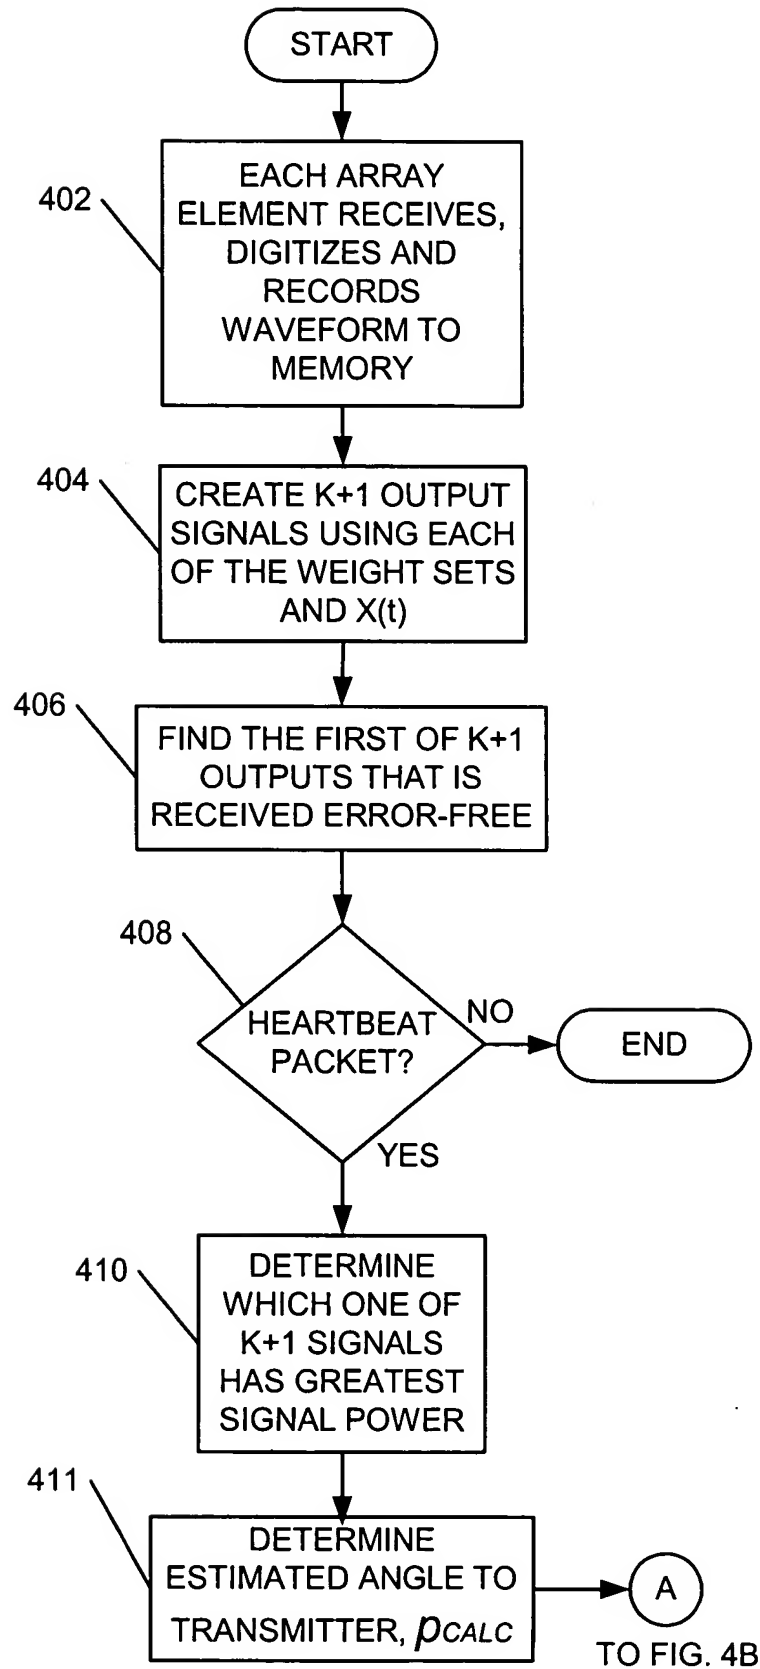 START
402
EACH ARRAY
ELEMENT RECEIVES,
DIGITIZES AND
RECORDS
WAVEFORM TO
MEMORY
404
CREATE K+1 OUTPUT
SIGNALS USING EACH
OF THE WEIGHT SETS
AND X(t)
406
FIND THE FIRST OF K+1
OUTPUTS THAT IS
RECEIVED ERROR-FREE
408
HEARTBEAT
PACKET?
NO
END
YES
410
DETERMINE
WHICH ONE OF
K+1 SIGNALS
HAS GREATEST
SIGNAL POWER
411
DETERMINE
ESTIMATED ANGLE TO
TRANSMITTER, pCALC
A
TO FIG. 4B